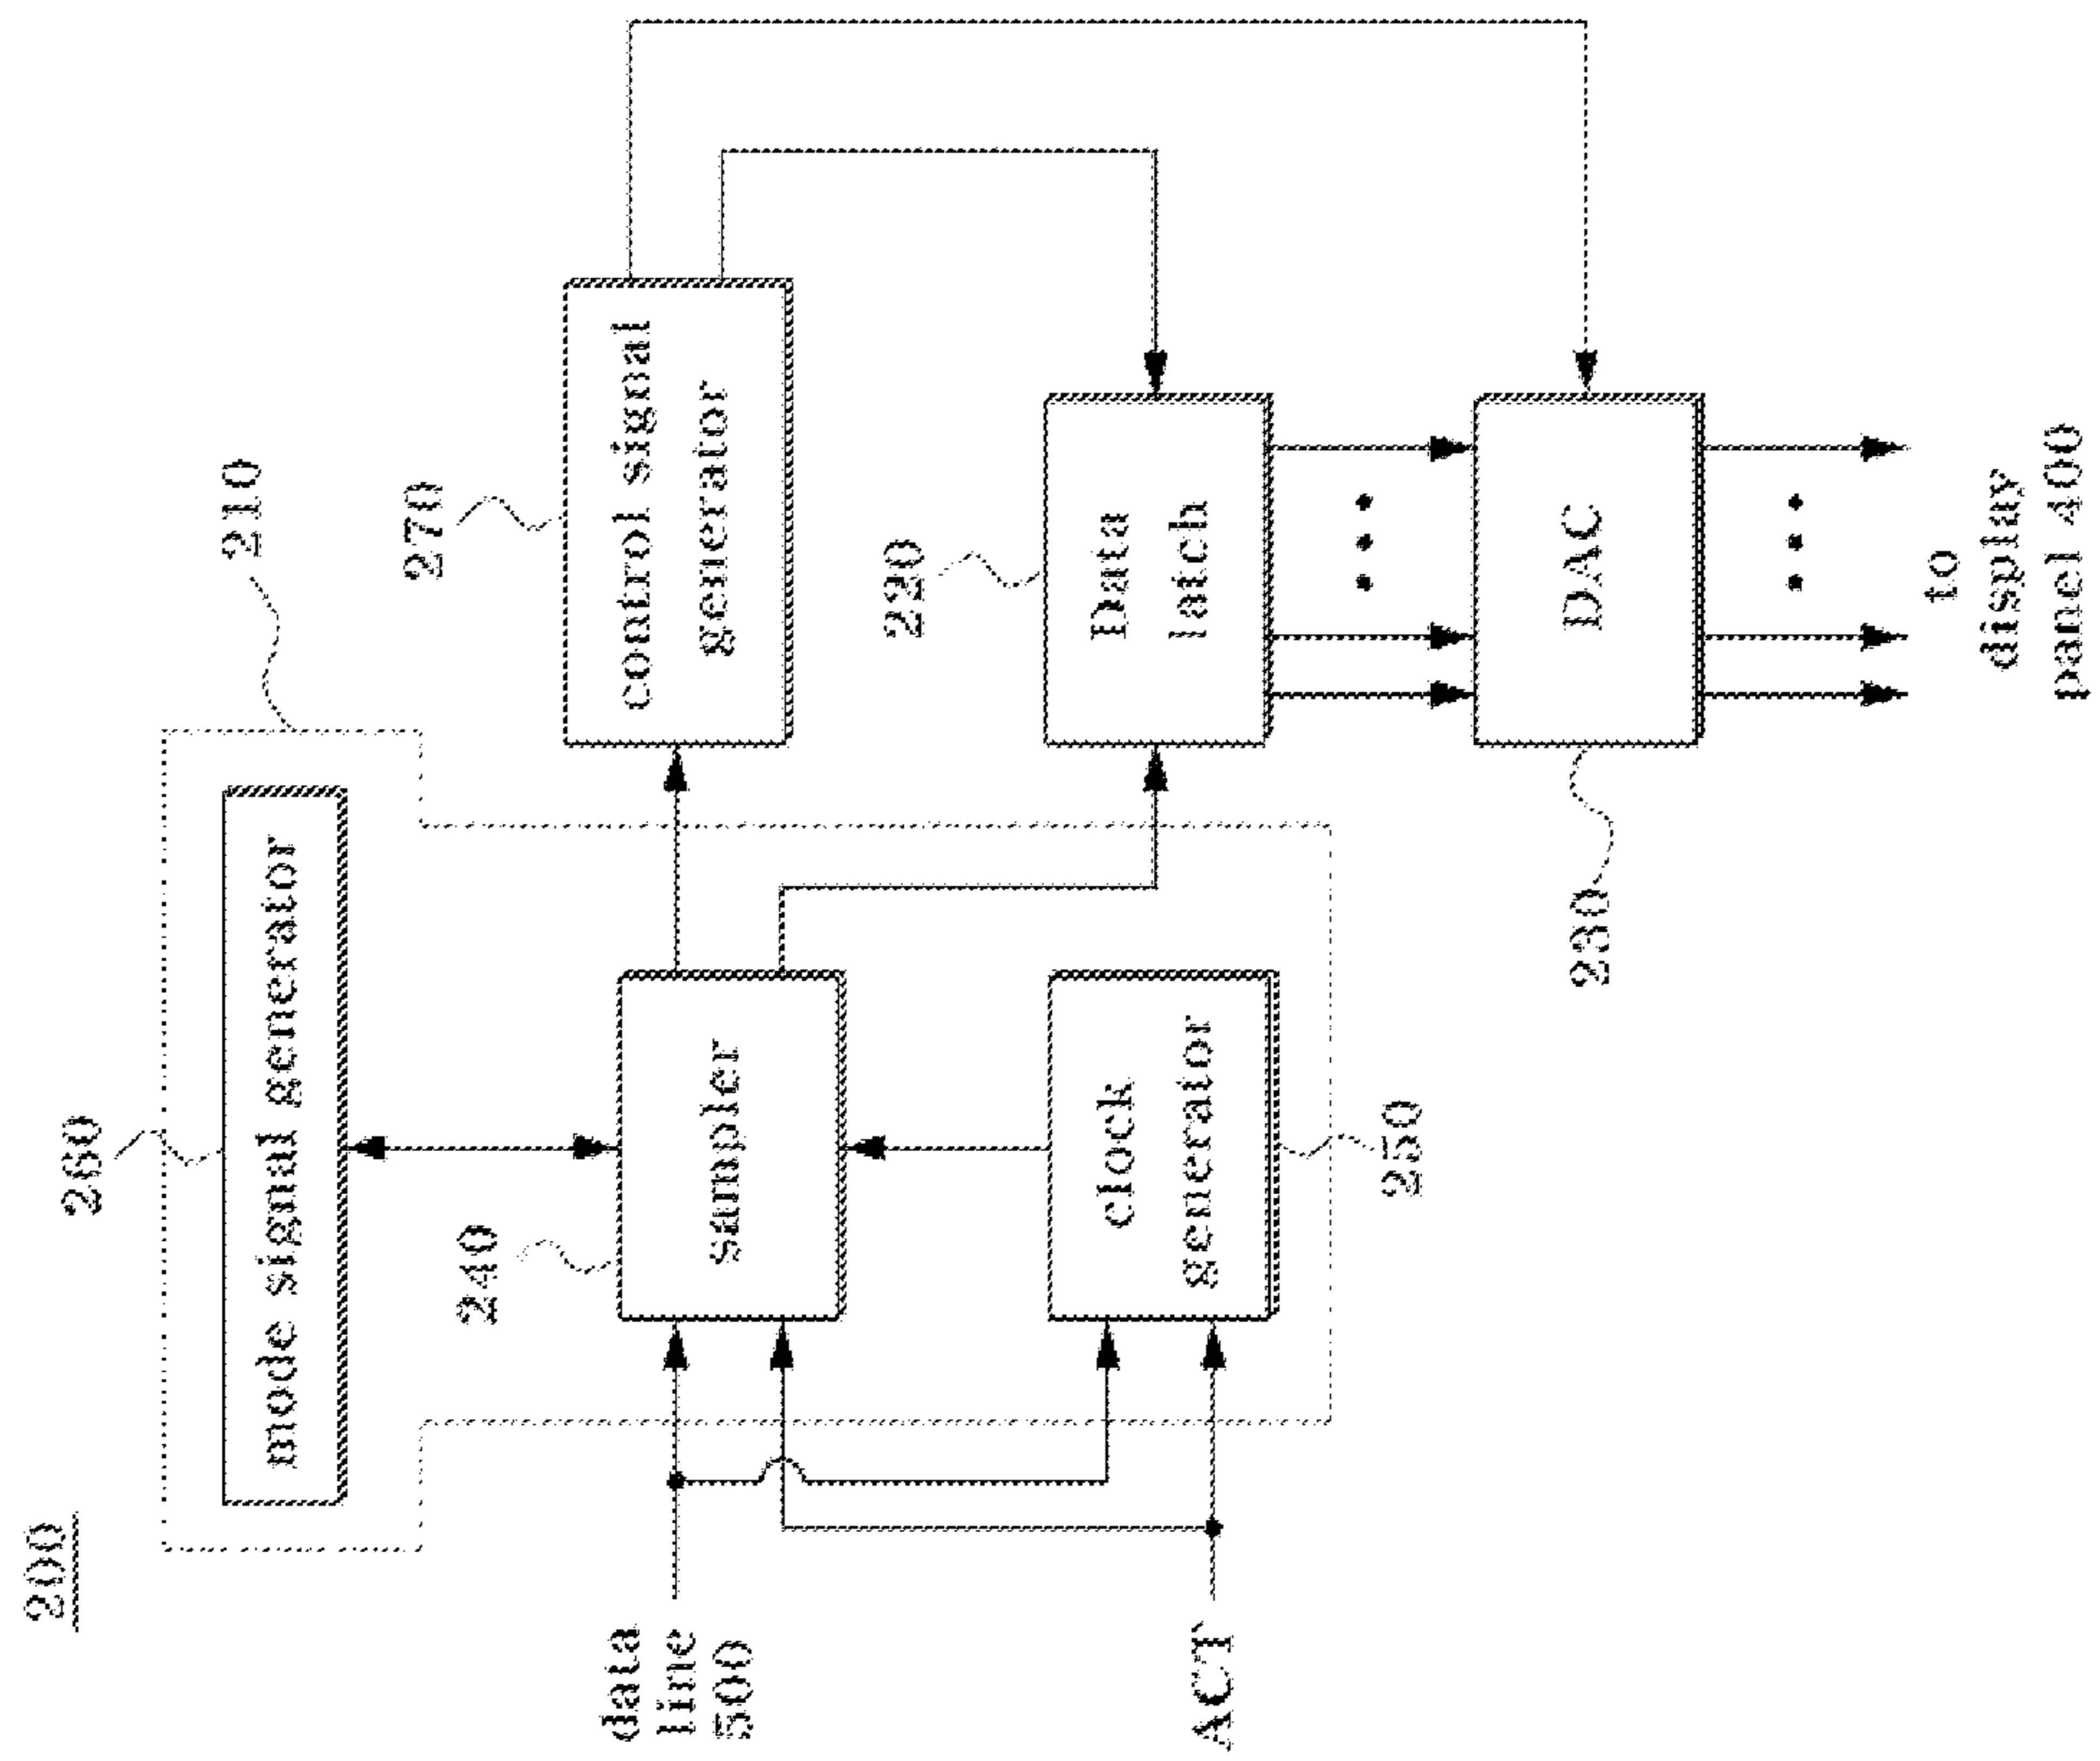 200
260
mode signal generator
210
270
control signal
generator
240
sampler
data
line
500
220
Data
latch
clock
generator
250
ACT
230
DAC
to
display
panel 400